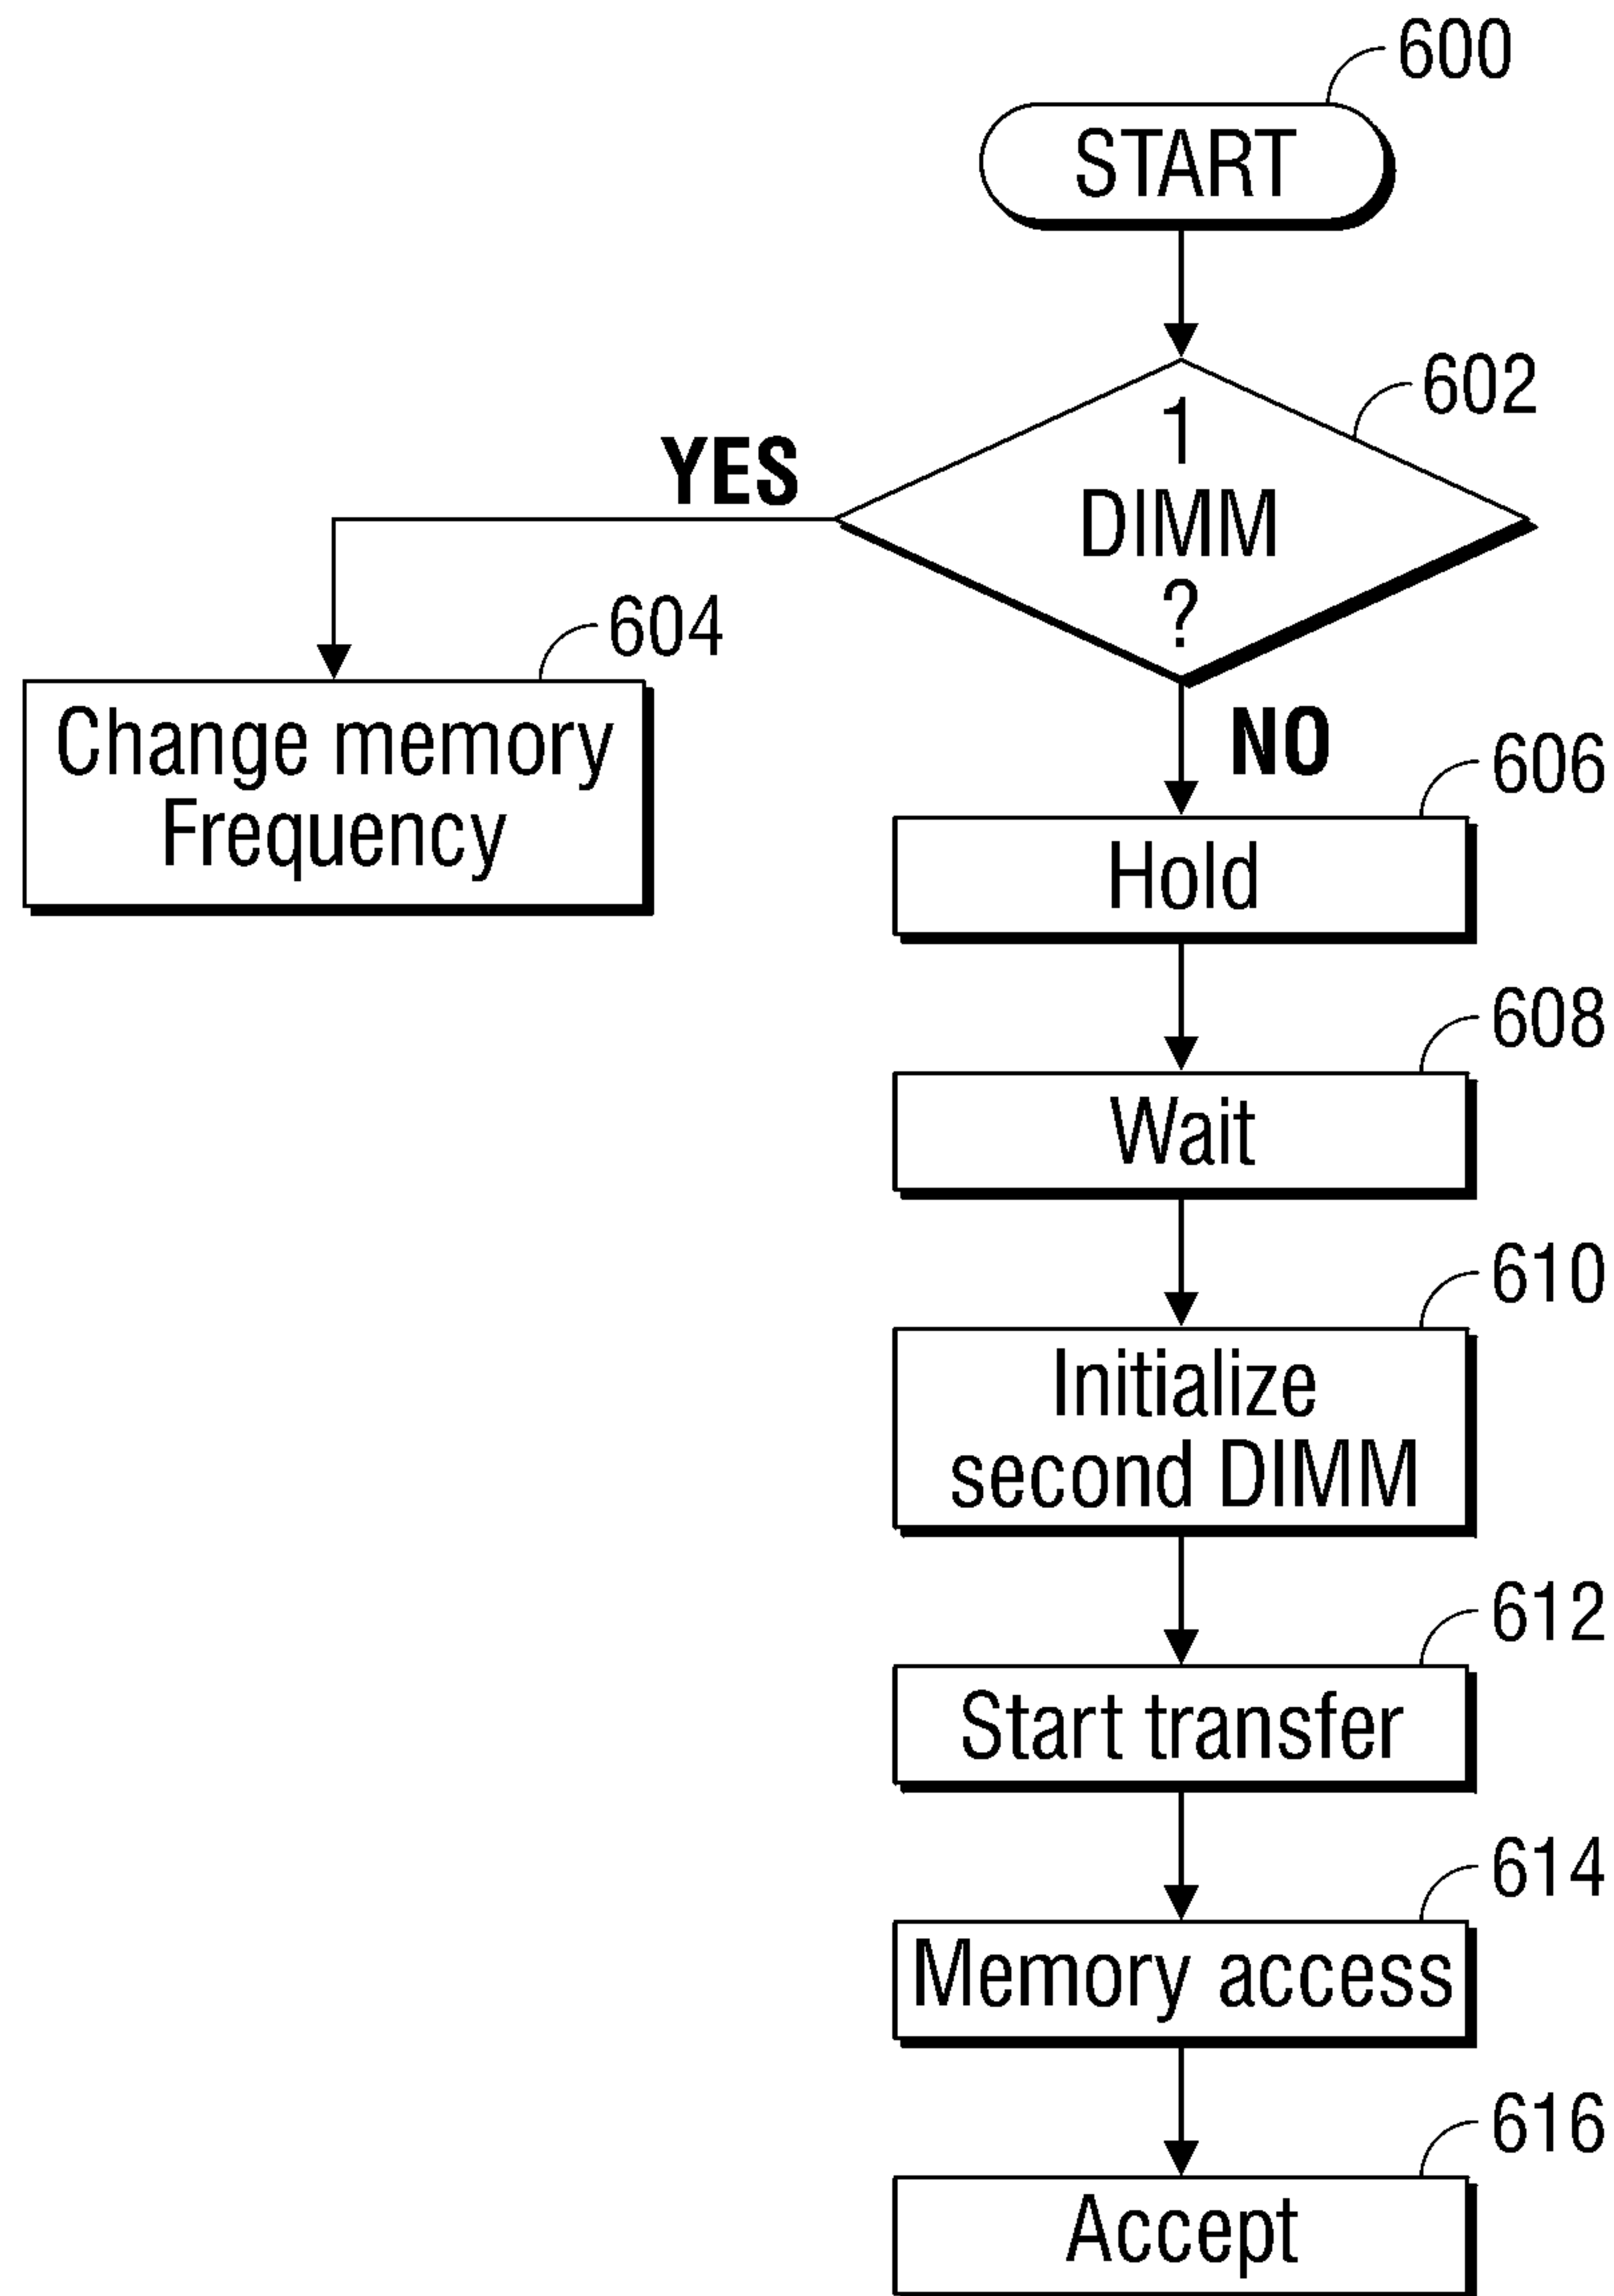 600
START
602
1
DIMM
?
YES
604
Change memory
Frequency
NO
606
Hold
608
Wait
610
Initialize
second DIMM
612
Start transfer
614
Memory access
616
Accept